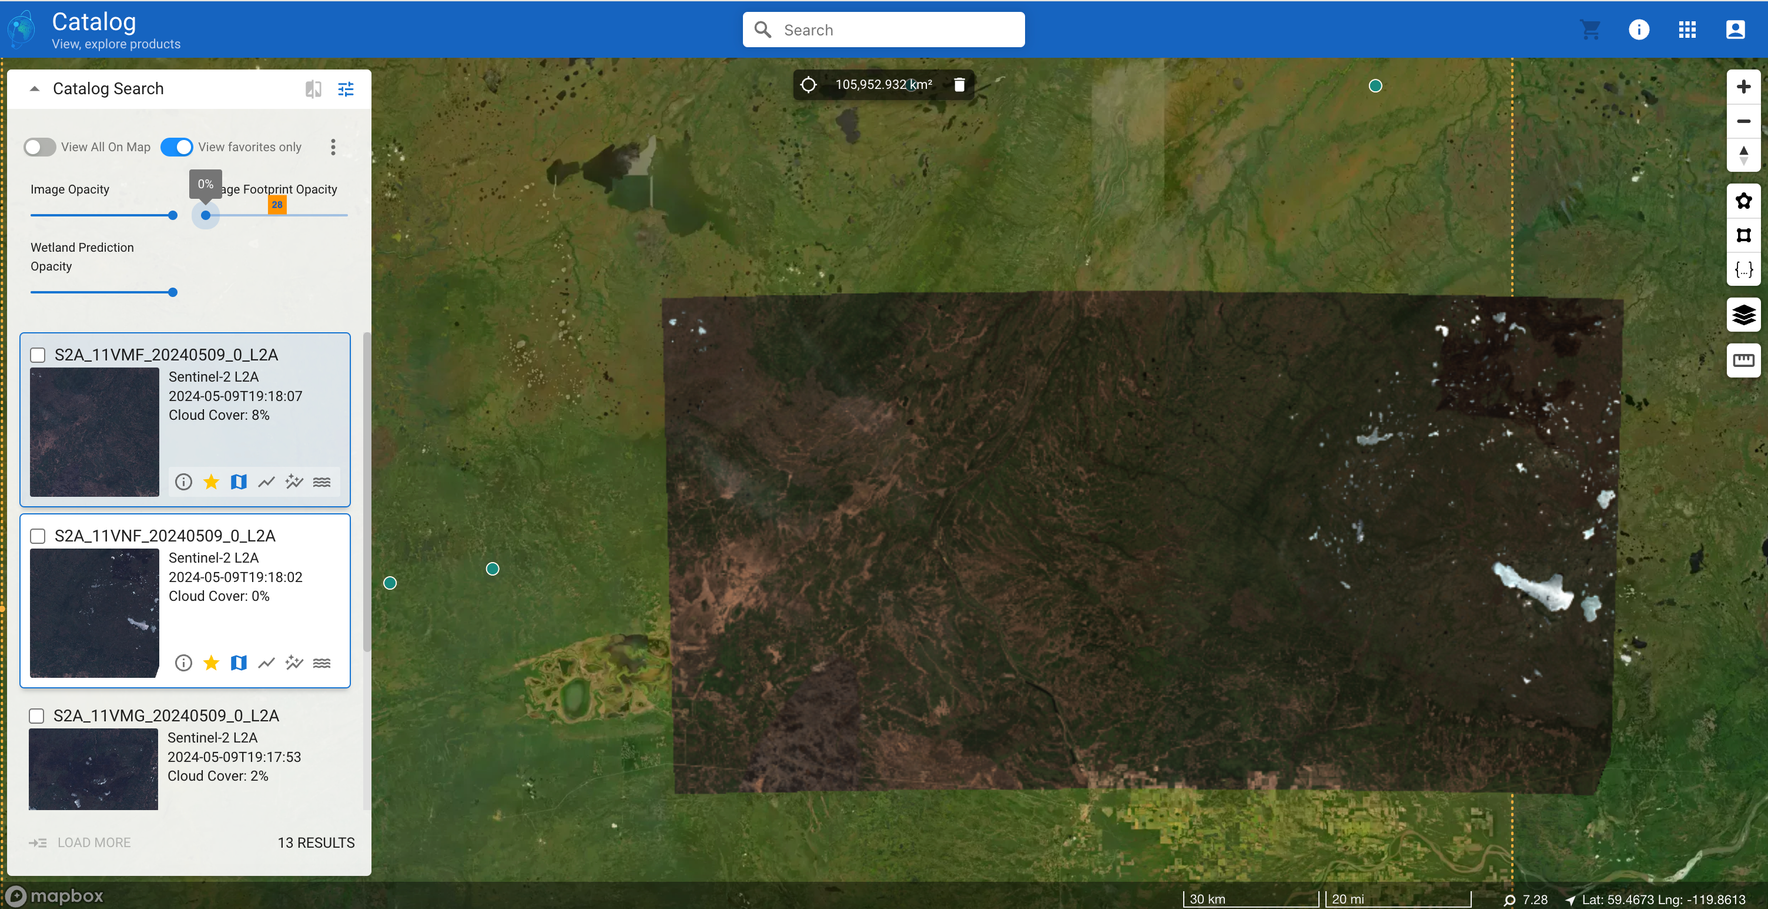 Catalog
View, explore products
Search
Catalog Search
105,952.932 km²
View All On Map
View favorites only
0%
Image Opacity
age Footprint Opacity
28
Wetland Prediction
Opacity
S2A_11VMF_20240509_0_L2A
Sentinel-2 L2A
2024-05-09T19:18:07
Cloud Cover: 8%
S2A_11VNF_20240509_0_L2A
Sentinel-2 L2A
2024-05-09T19:18:02
Cloud Cover: 0%
S2A_11VMG_20240509_0_L2A
Sentinel-2 L2A
2024-05-09T19:17:53
Cloud Cover: 2%
LOAD MORE
13 RESULTS
{...}
mapbox
30 km
20 mi
7.28
Lat: 59.4673 Lng: -119.8613